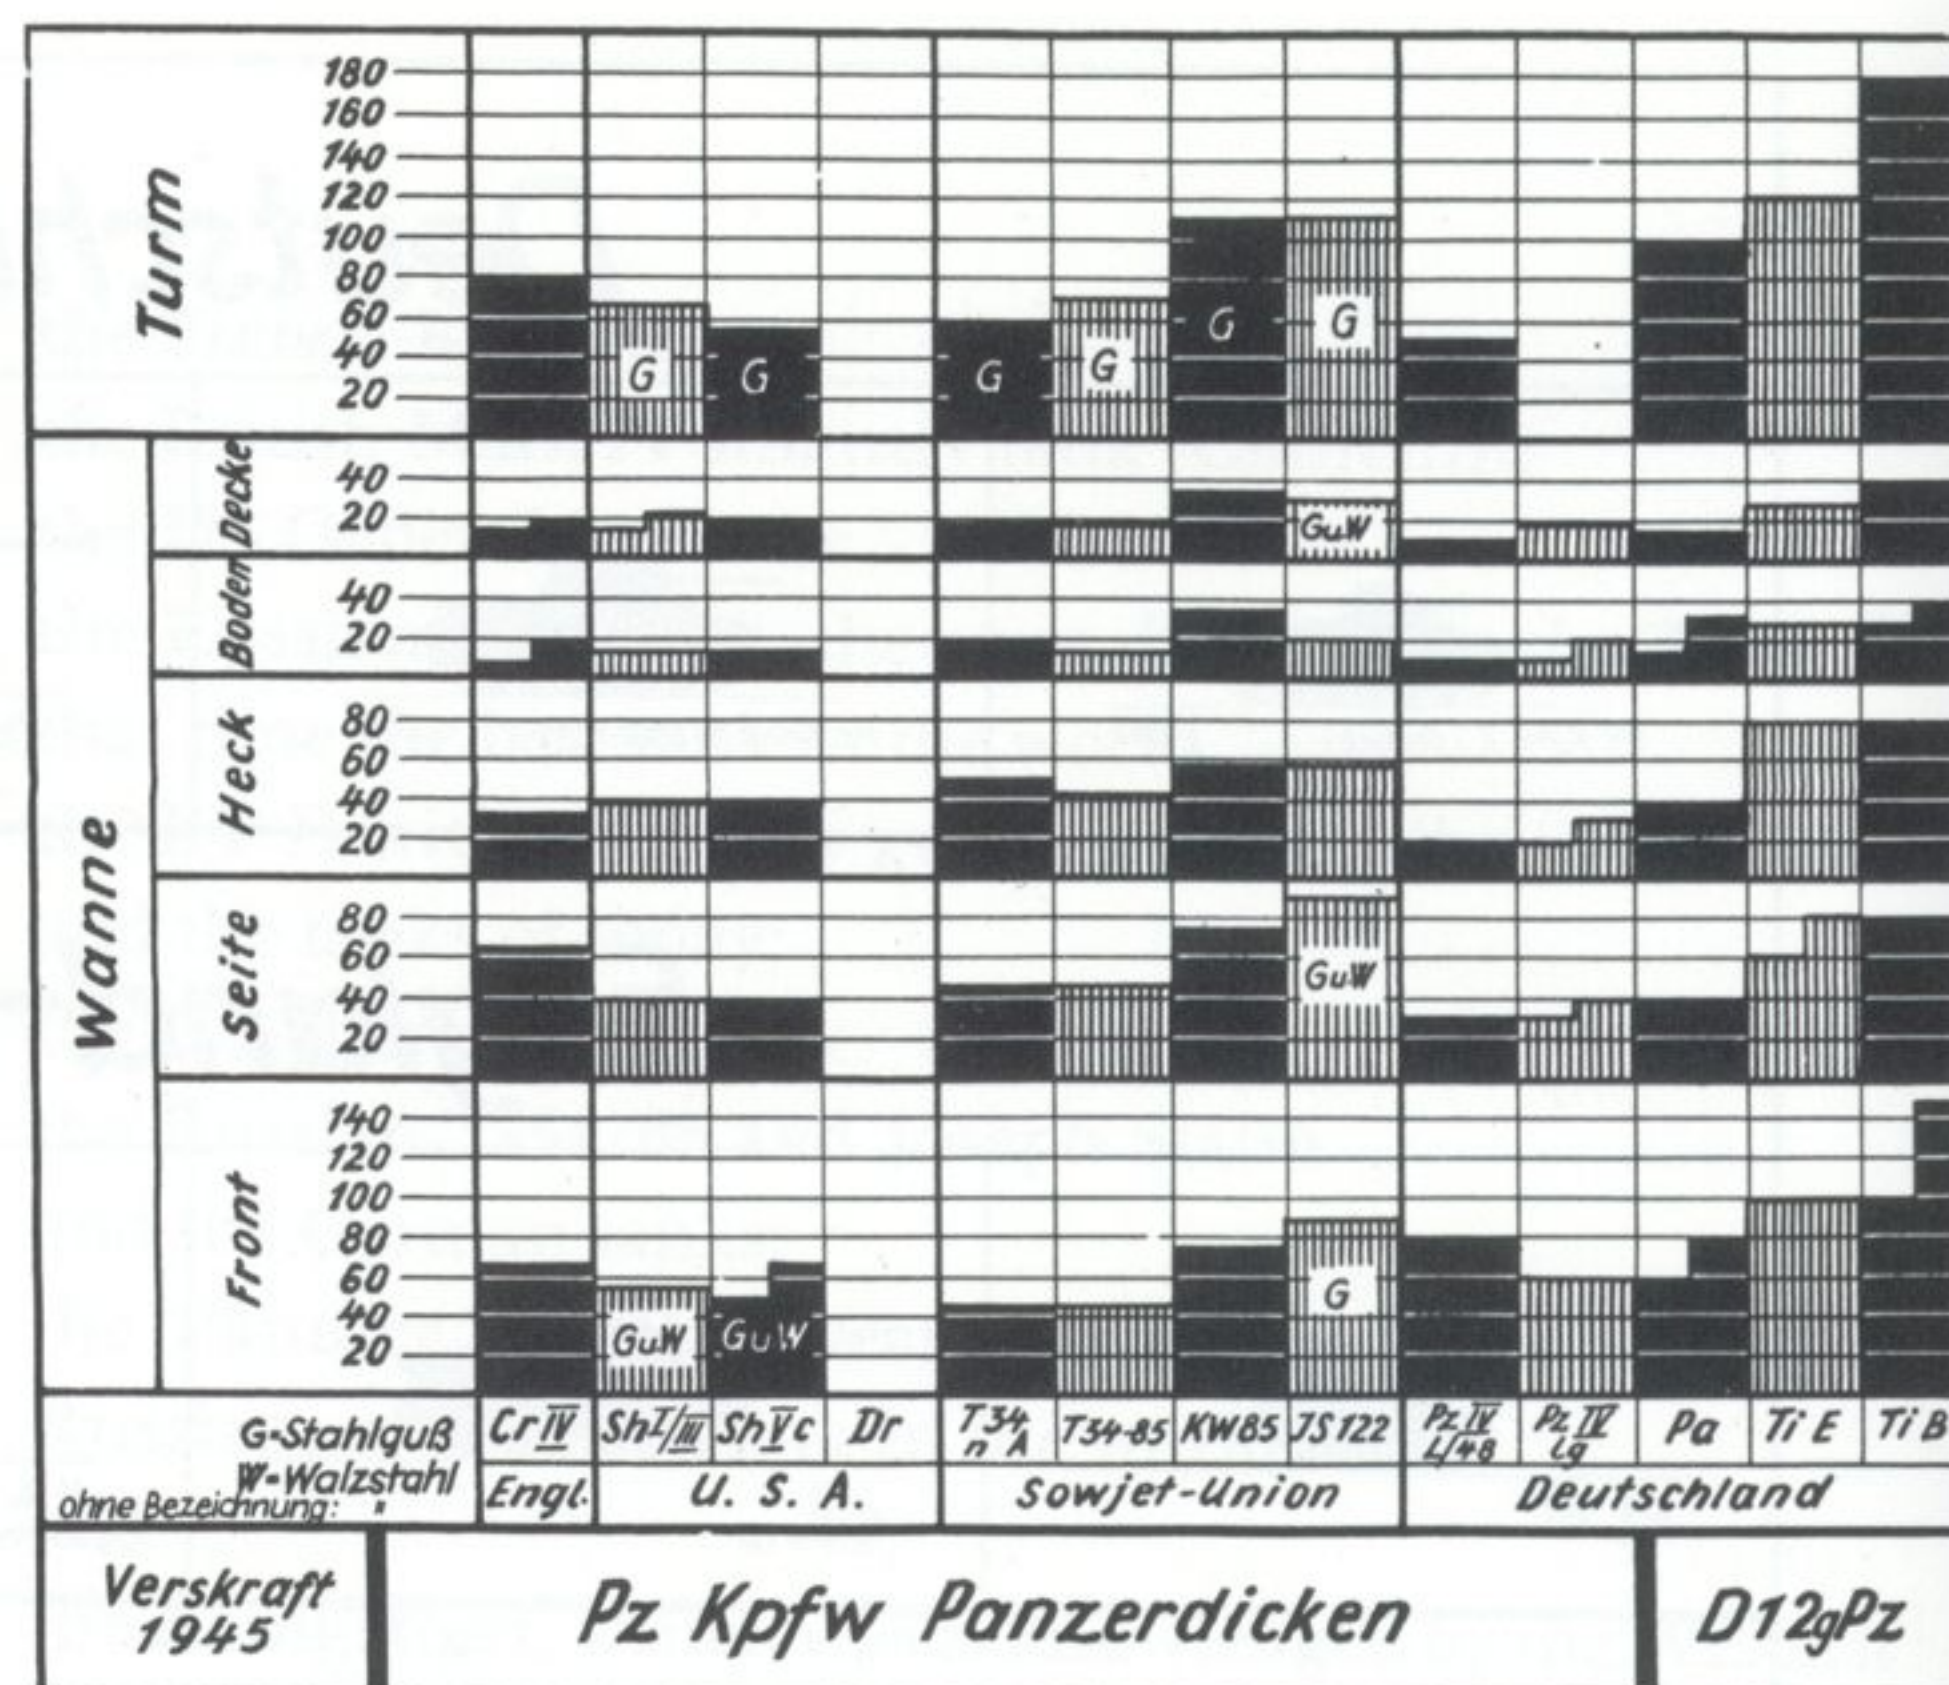 Turm
180
160
140
120
100
80
60
40
20
G
G
G
G
G
G
Wanne
Decke
40
20
GuW
Boden
40
20
Heck
80
60
40
20
Seite
80
60
40
20
GuW
Front
140
120
100
80
60
40
20
GuW
GuW
G
G=Stahlguß
W=Walzstahl
ohne Bezeichnung: "
Cr IV
Sh I/III
Sh V c
Dr
T34 n A
T34-85
KW85
JS122
Pz IV L/48
Pz IV lg
Pa
Ti E
Ti B
Engl.
U. S. A.
Sowjet-Union
Deutschland
Verskraft
1945
Pz Kpfw Panzerdicken
D12gPz